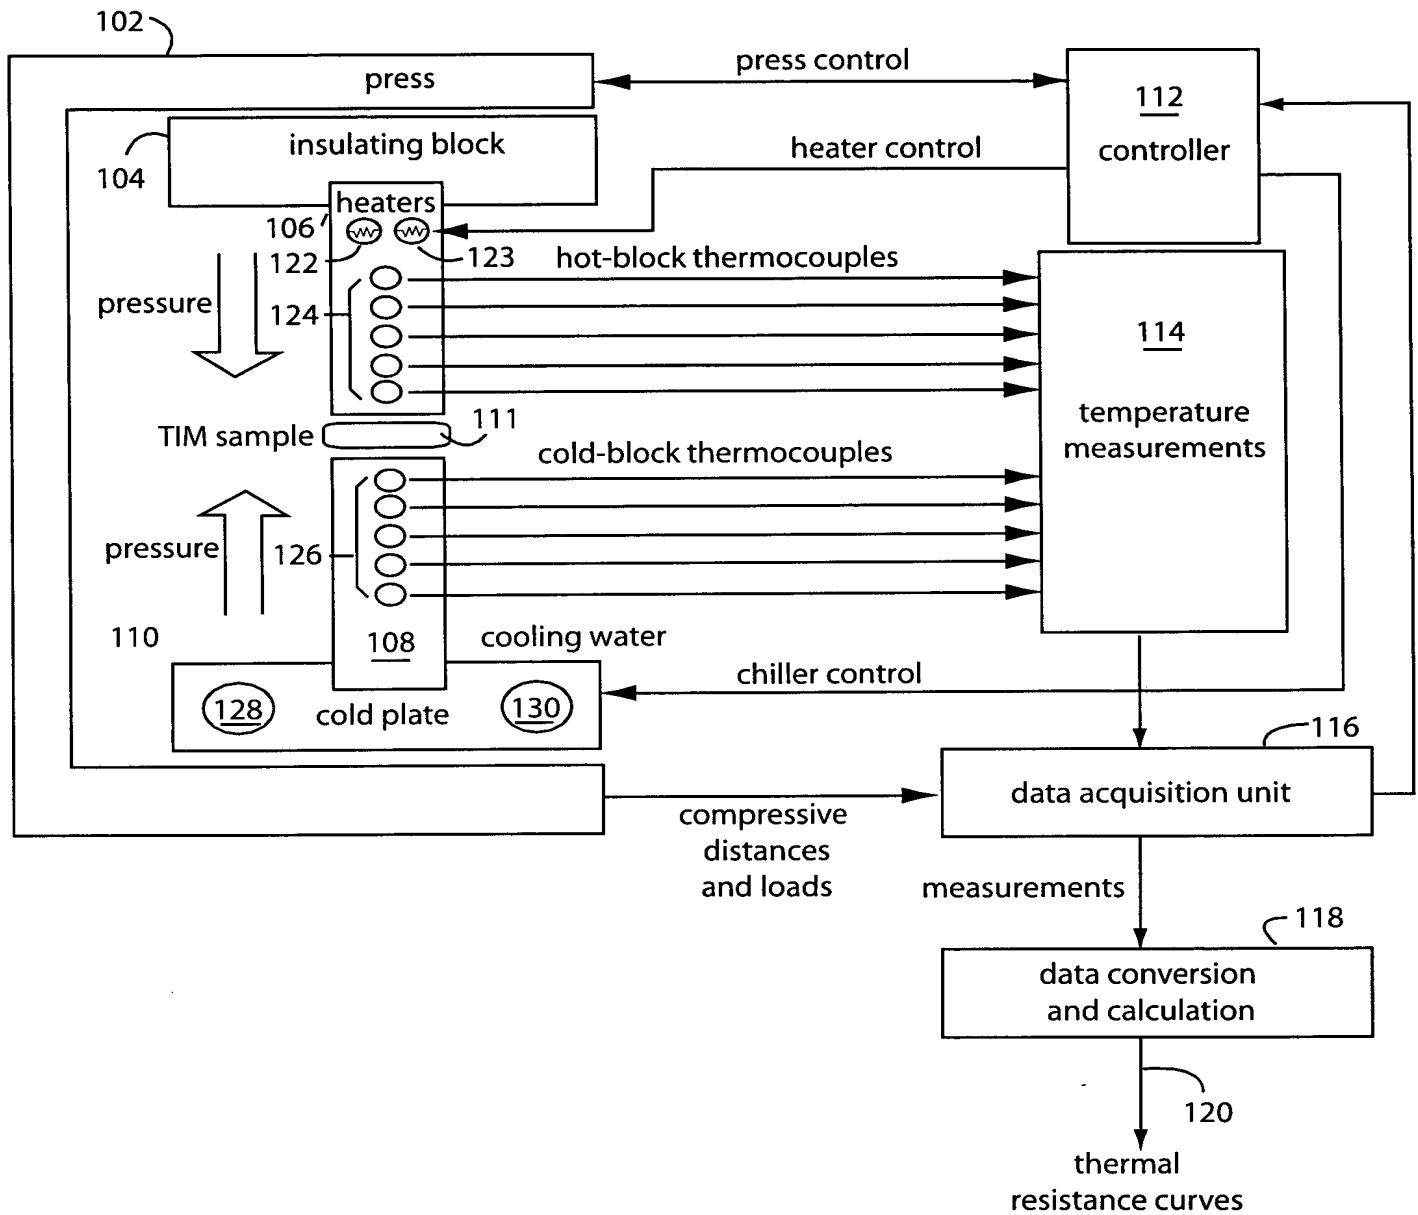 102
press
press control
112
controller
104
insulating block
heater control
heaters
106
122
123
hot-block thermocouples
pressure
124
114
temperature
measurements
TIM sample
111
cold-block thermocouples
pressure
126
110
108
cooling water
chiller control
128
cold plate
130
116
data acquisition unit
compressive
distances
and loads
measurements
118
data conversion
and calculation
120
thermal
resistance curves